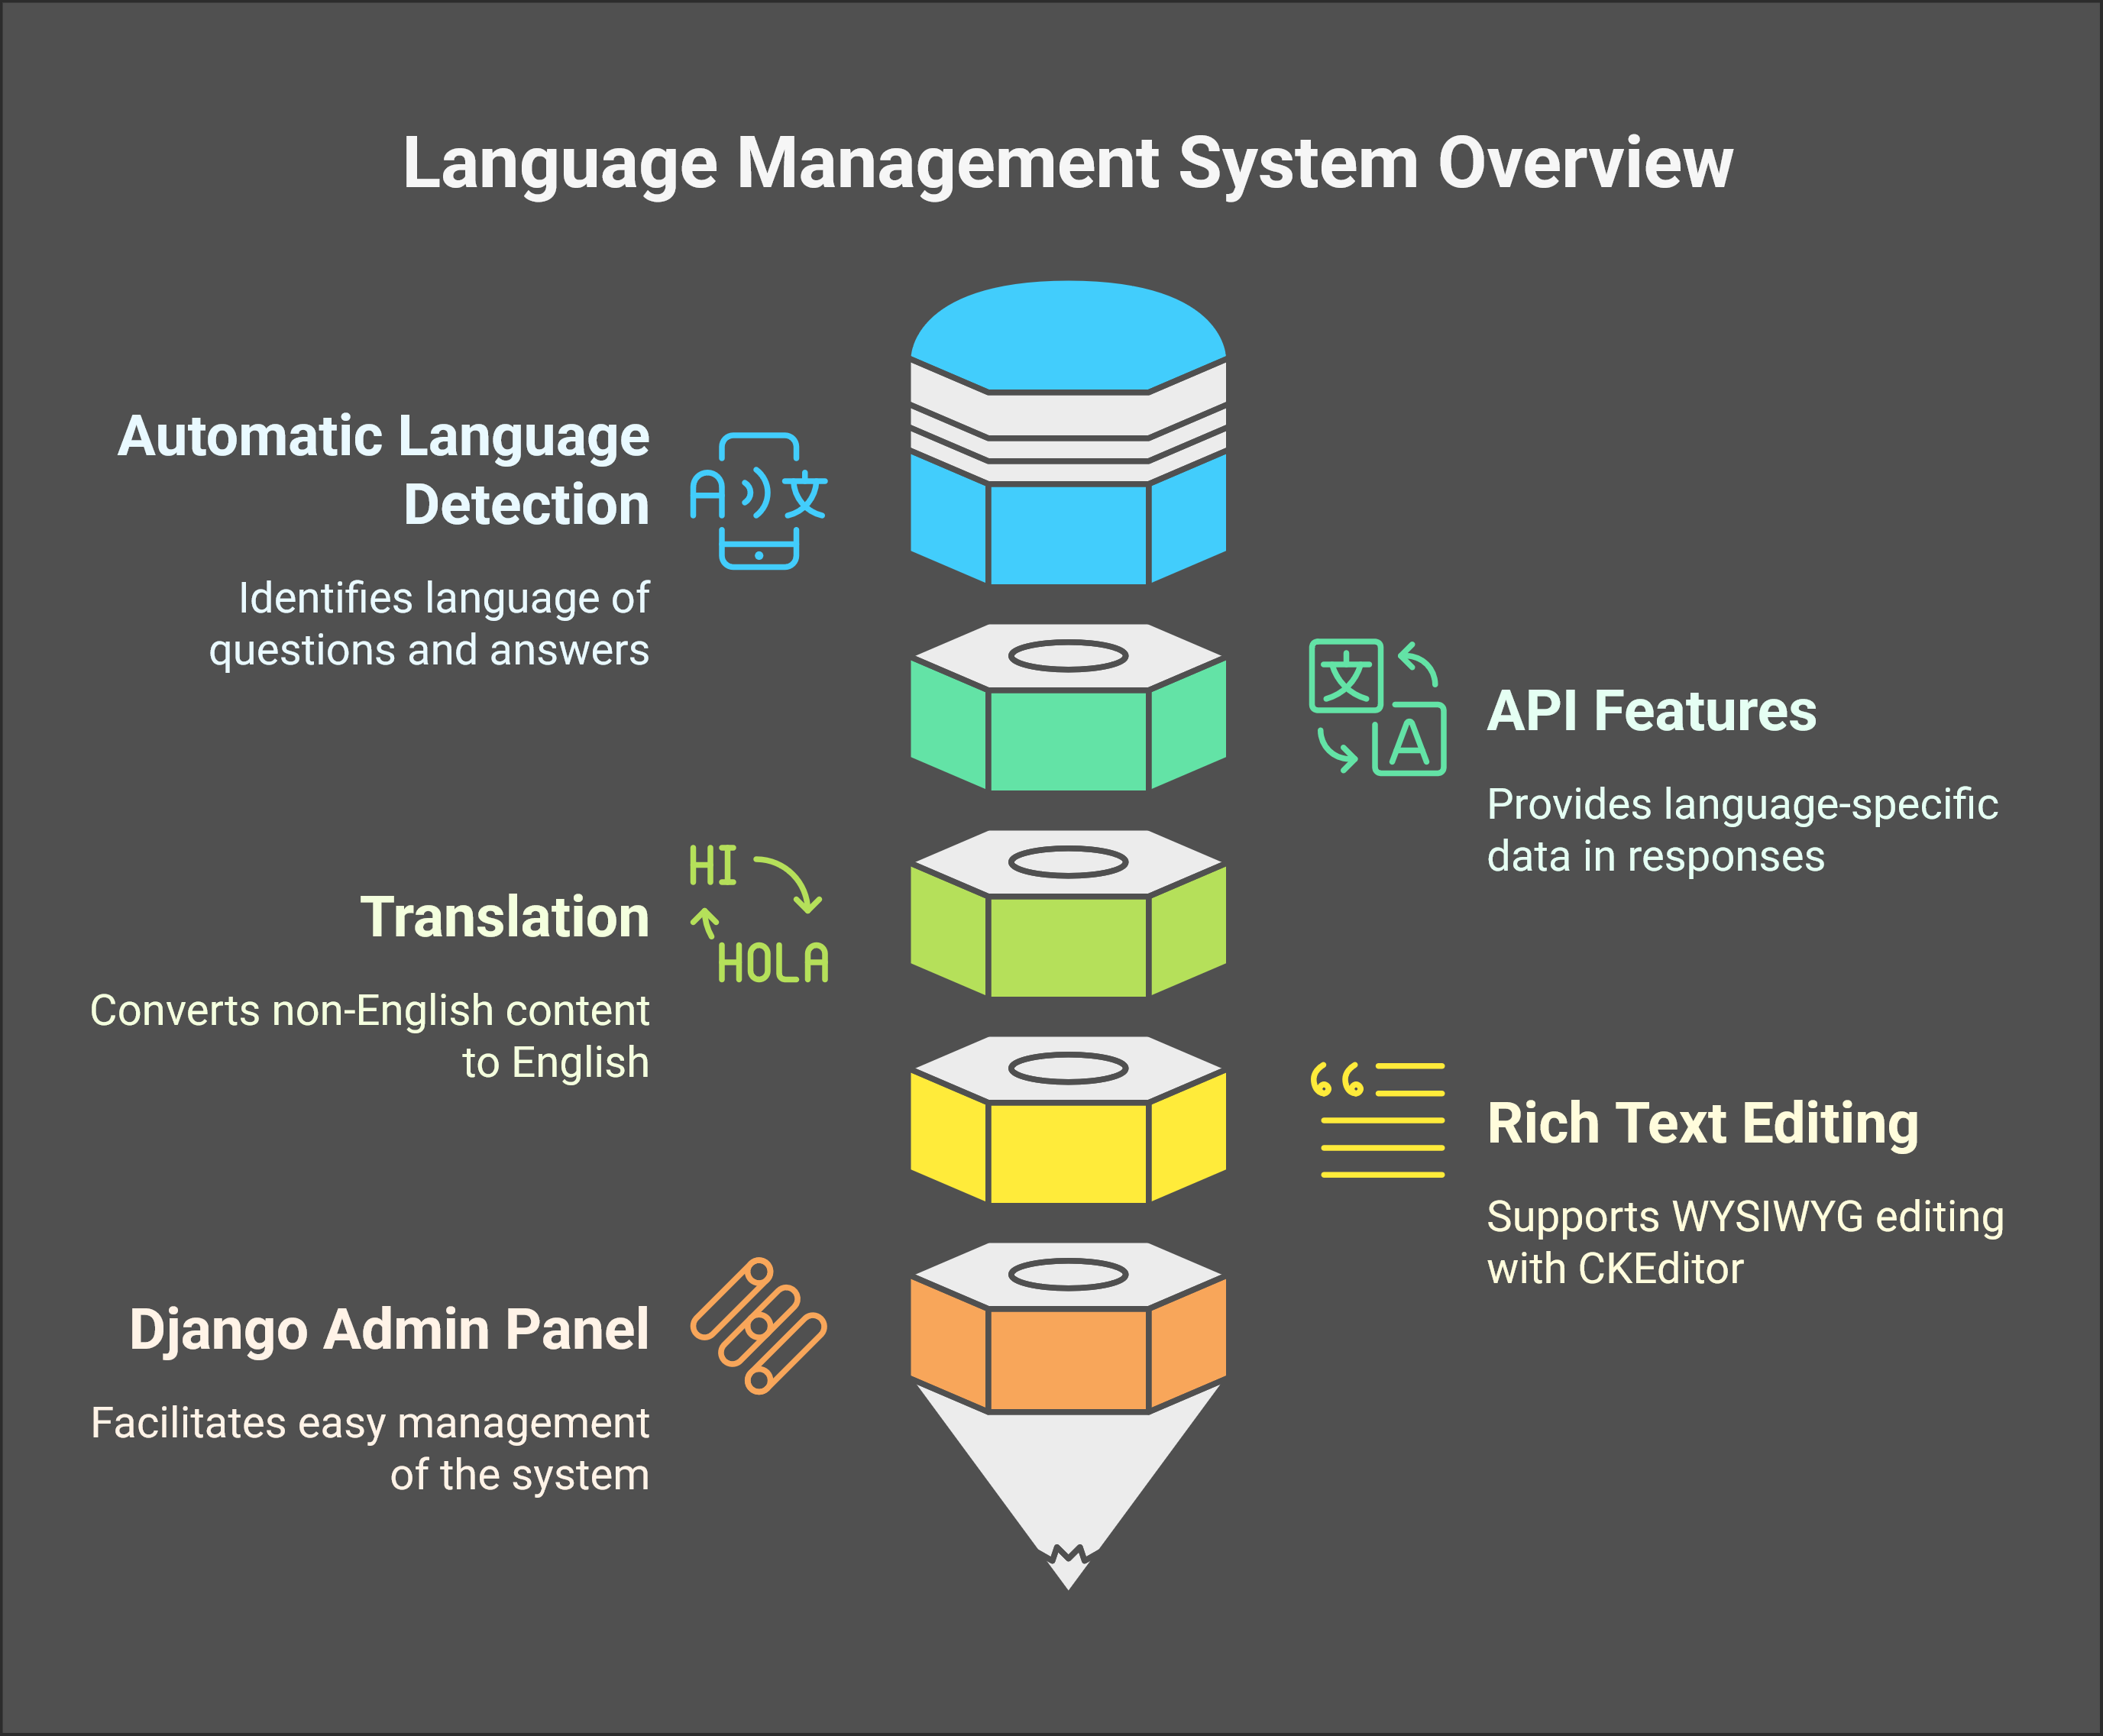 Language Management System Overview
Automatic Language
Detection
Identifies language of
questions and answers
A 文
文
A
API Features
Provides language-specific
data in responses
HI
HOLA
Translation
Converts non-English content
to English
Rich Text Editing
Supports WYSIWYG editing
with CKEditor
Django Admin Panel
Facilitates easy management
of the system